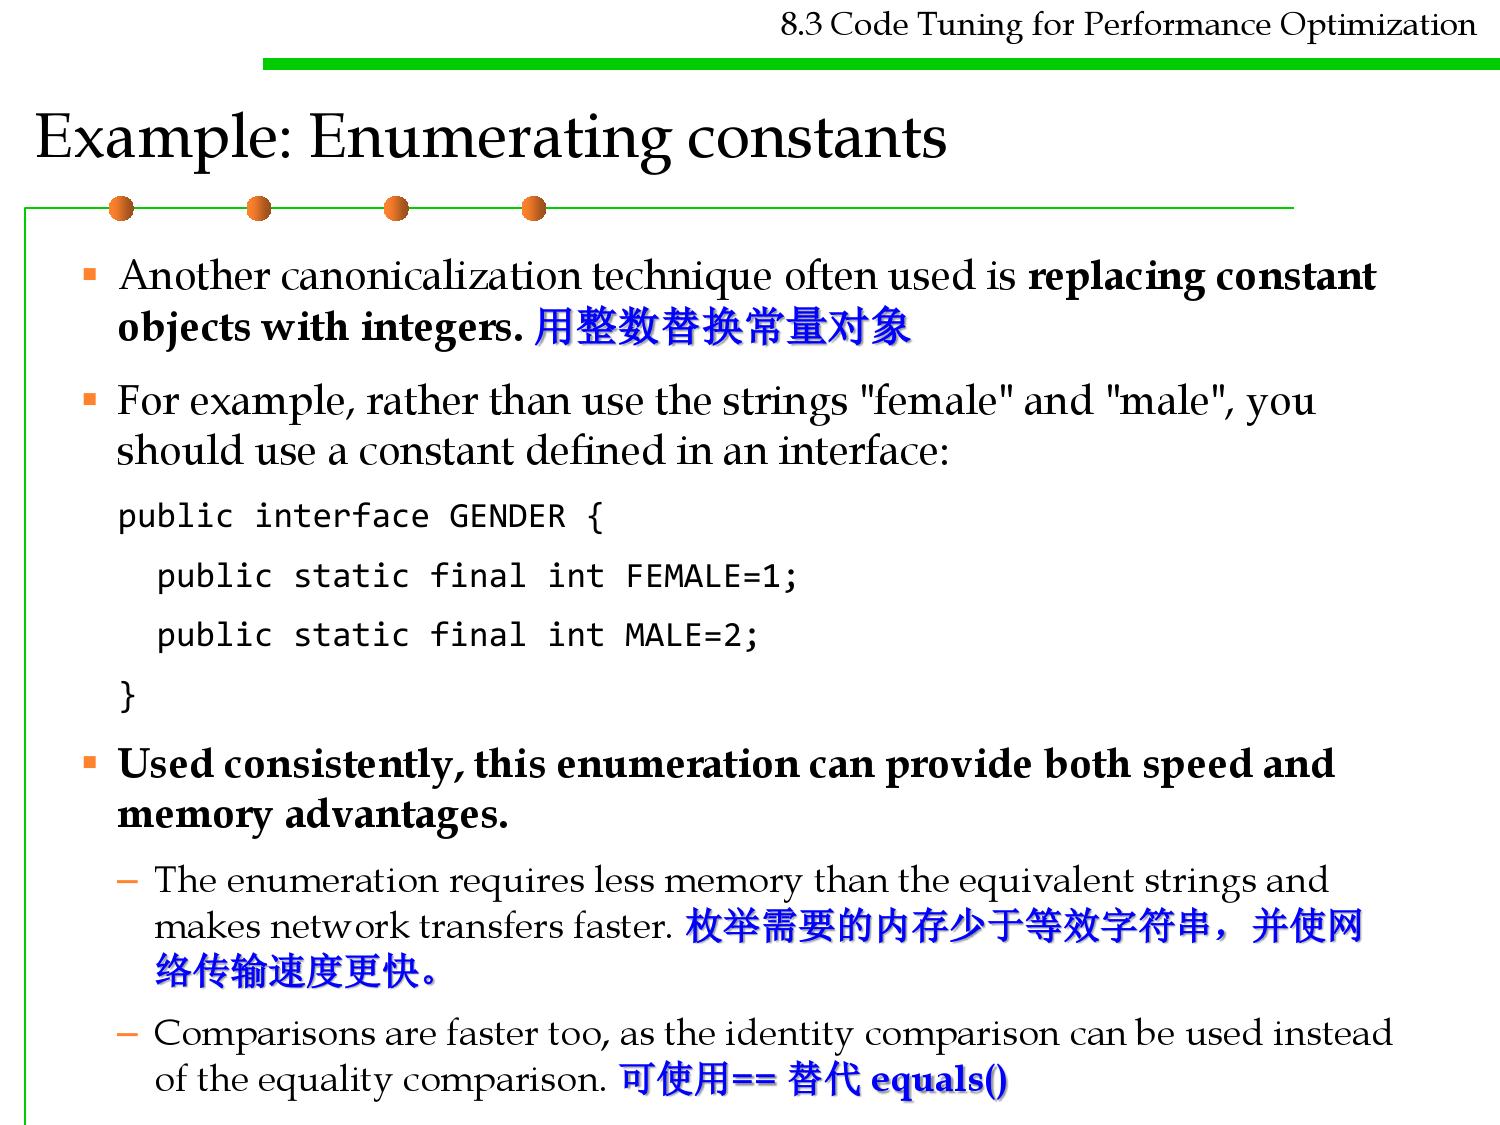 8.3 Code Tuning for Performance Optimization
Example: Enumerating constants
▪ Another canonicalization technique often used is replacing constant
objects with integers. 用整数替换常量对象
▪ For example, rather than use the strings "female" and "male", you
should use a constant defined in an interface:
public interface GENDER {
  public static final int FEMALE=1;
  public static final int MALE=2;
}
▪ Used consistently, this enumeration can provide both speed and
memory advantages.
– The enumeration requires less memory than the equivalent strings and
makes network transfers faster. 枚举需要的内存少于等效字符串，并使网
络传输速度更快。
– Comparisons are faster too, as the identity comparison can be used instead
of the equality comparison. 可使用== 替代 equals()